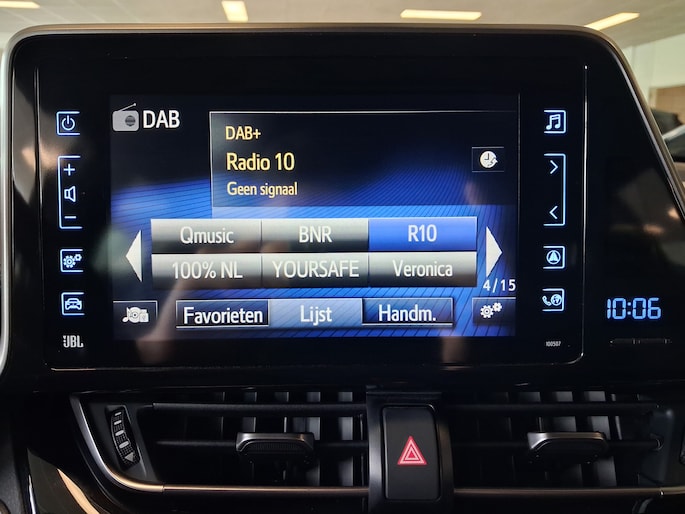 DAB
DAB+
Radio 10
Geen signaal
Qmusic BNR R10
100% NL YOURSAFE Veronica
4/15
Favorieten Lijst Handm.
JBL
100507
10:06